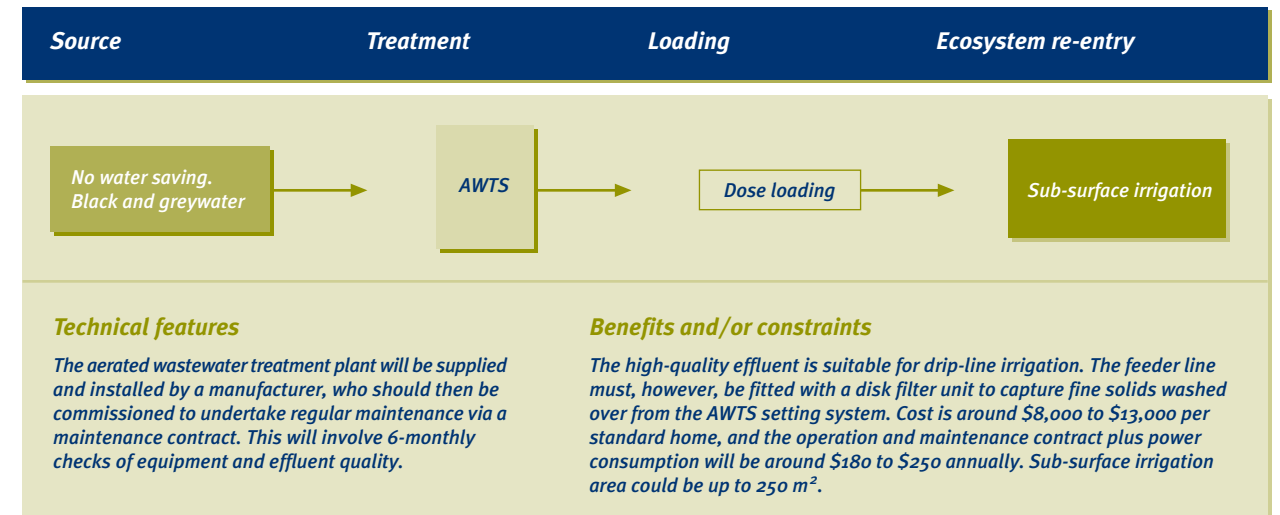 Source Treatment Loading Ecosystem re-entry
No water saving.
Black and greywater
AWTS
Dose loading
Sub-surface irrigation
Technical features
The aerated wastewater treatment plant will be supplied
and installed by a manufacturer, who should then be
commissioned to undertake regular maintenance via a
maintenance contract. This will involve 6-monthly
checks of equipment and effluent quality.
Benefits and/or constraints
The high-quality effluent is suitable for drip-line irrigation. The feeder line
must, however, be fitted with a disk filter unit to capture fine solids washed
over from the AWTS setting system. Cost is around $8,000 to $13,000 per
standard home, and the operation and maintenance contract plus power
consumption will be around $180 to $250 annually. Sub-surface irrigation
area could be up to 250 m².